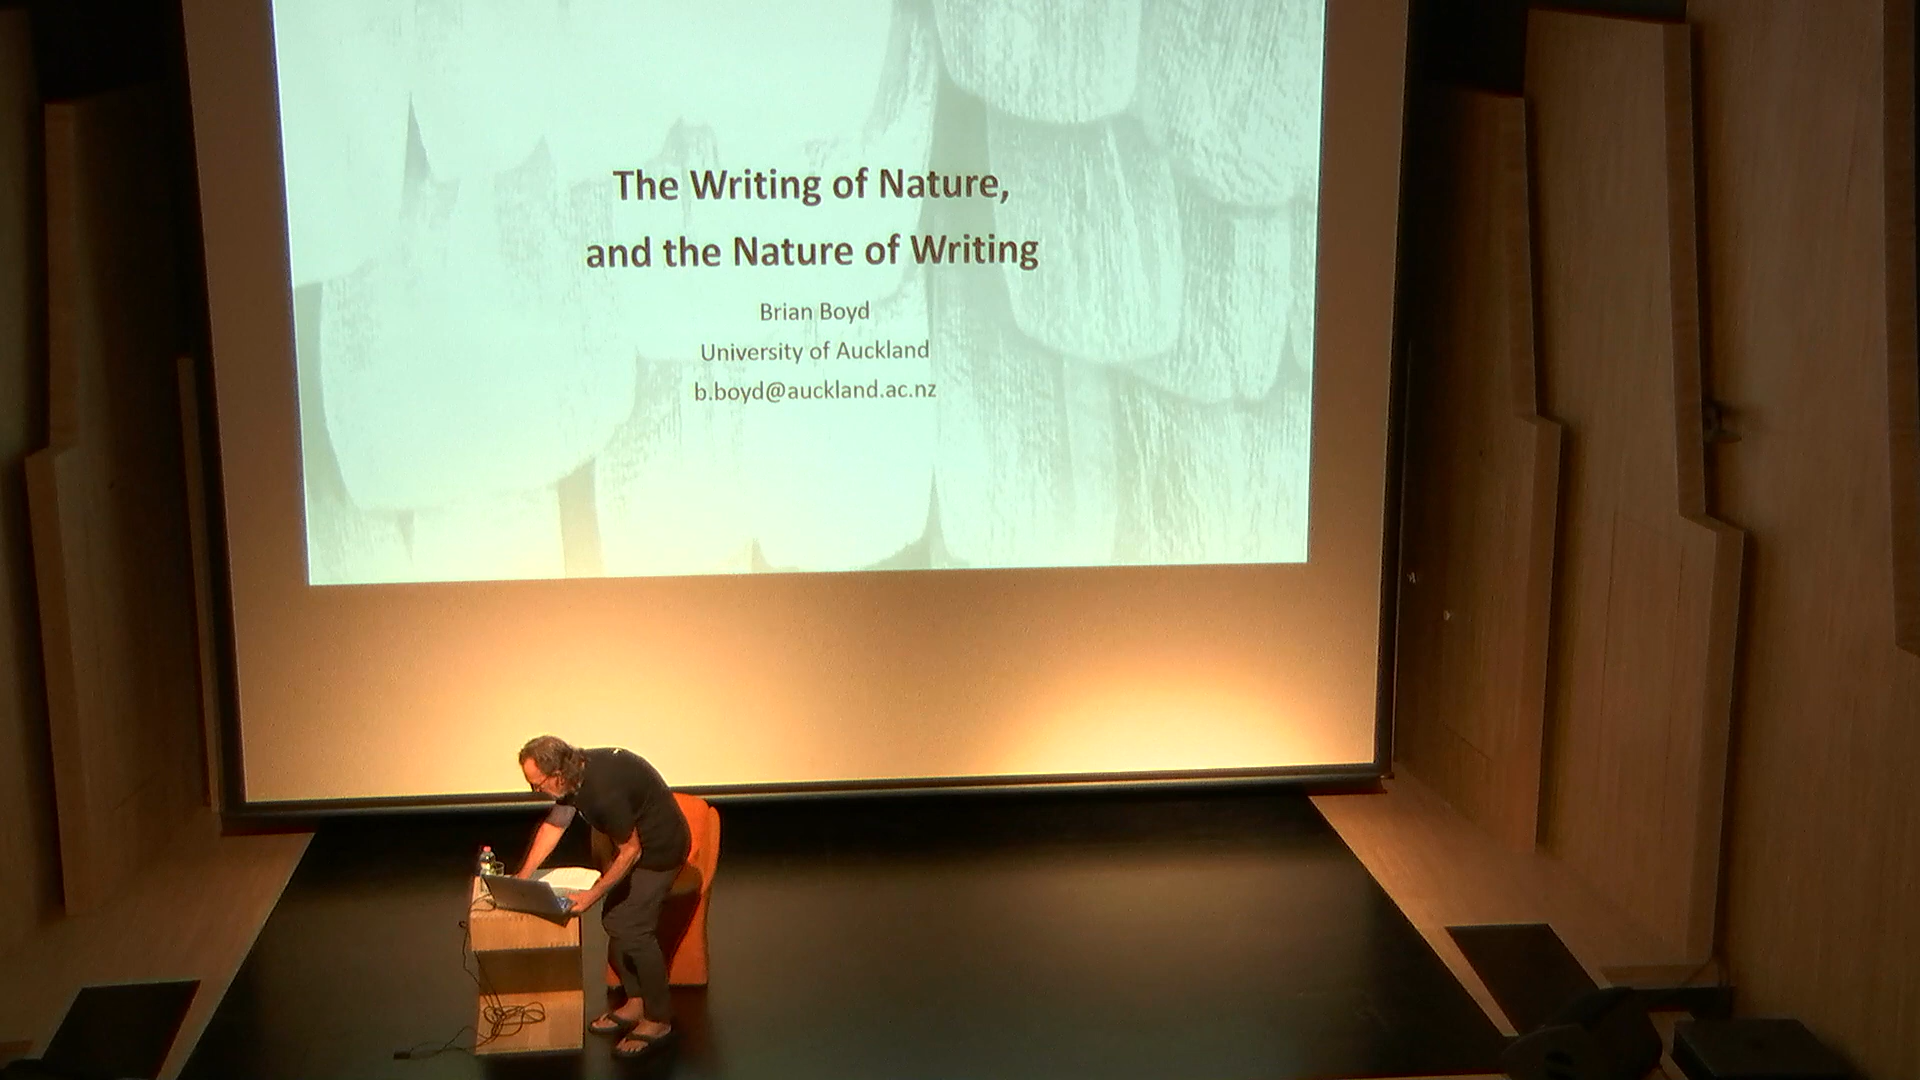 The Writing of Nature,
and the Nature of Writing
Brian Boyd
University of Auckland
b.boyd@auckland.ac.nz